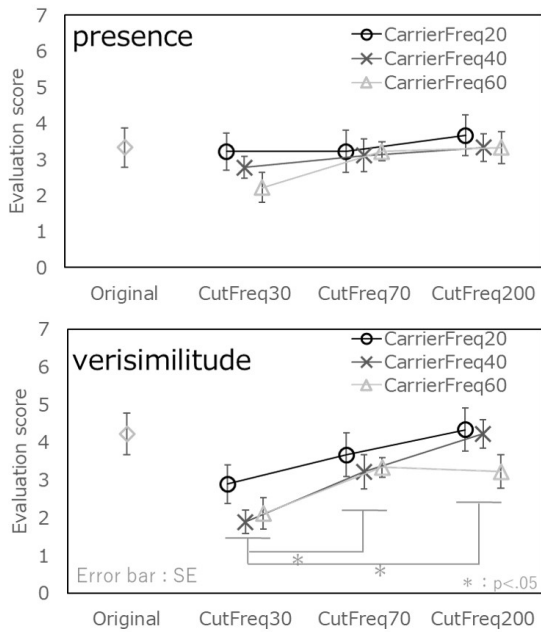 presence
CarrierFreq20
CarrierFreq40
CarrierFreq60
Evaluation score
7
6
5
4
3
2
1
0
Original CutFreq30 CutFreq70 CutFreq200
verisimilitude
CarrierFreq20
CarrierFreq40
CarrierFreq60
Evaluation score
7
6
5
4
3
2
1
0
*
*
Error bar : SE
* : p<.05
Original CutFreq30 CutFreq70 CutFreq200